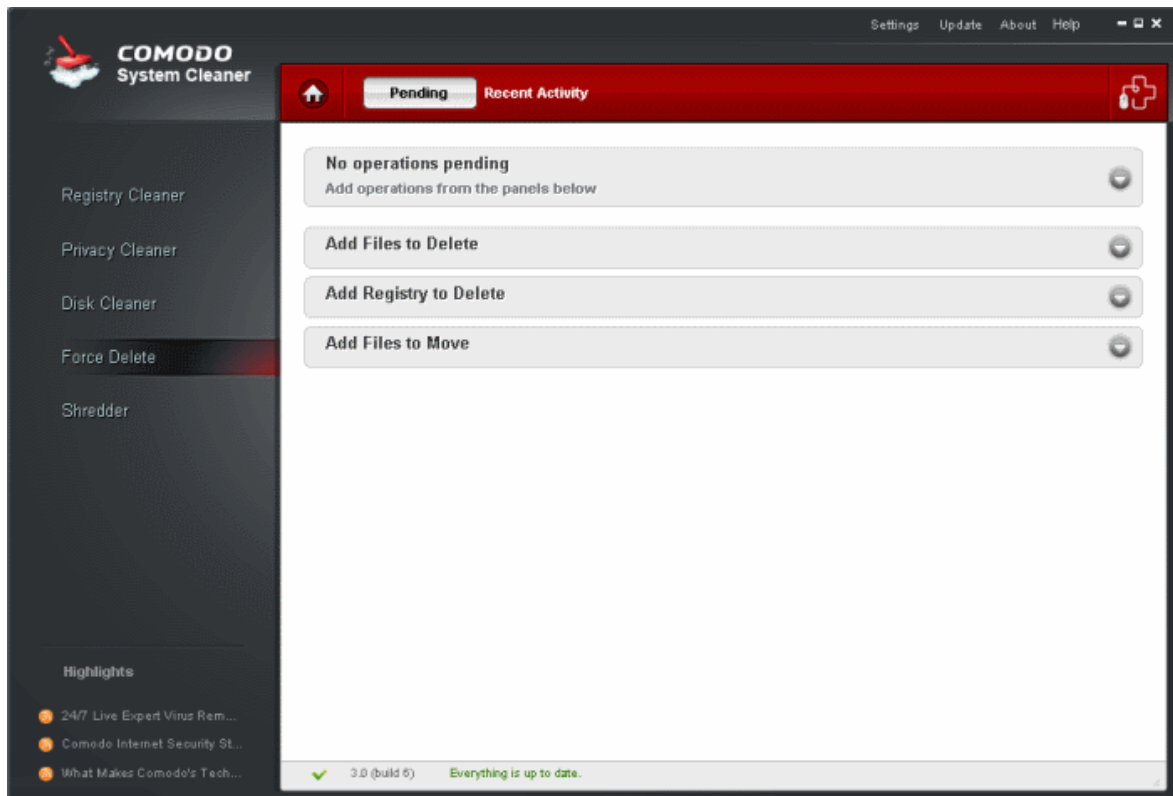 Settings Update About Help
COMODO
System Cleaner
Pending Recent Activity
No operations pending
Add operations from the panels below
Add Files to Delete
Add Registry to Delete
Add Files to Move
Registry Cleaner
Privacy Cleaner
Disk Cleaner
Force Delete
Shredder
Highlights
24/7 Live Expert Virus Rem...
Comodo Internet Security St...
What Makes Comodo's Tech...
3.0 (build 6) Everything is up to date.